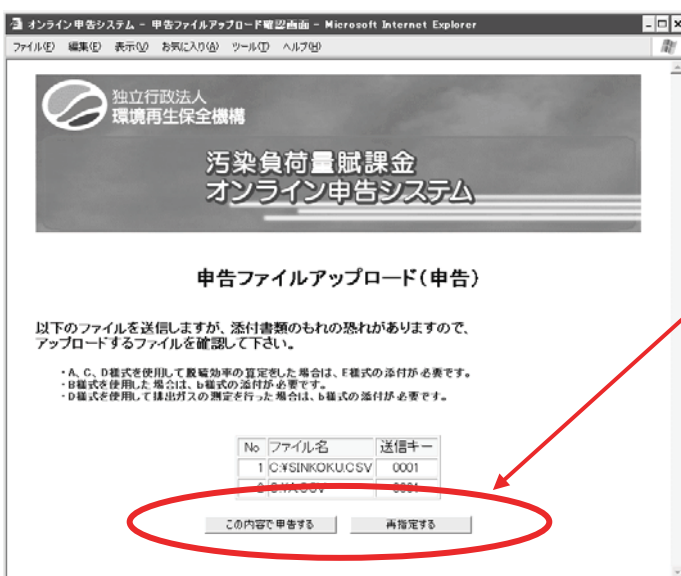 オンライン申告システム - 申告ファイルアップロード確認画面 - Microsoft Internet Explorer
ファイル(F) 編集(E) 表示(V) お気に入り(A) ツール(T) ヘルプ(H)
独立行政法人
環境再生保全機構
汚染負荷量賦課金
オンライン申告システム
申告ファイルアップロード(申告)
以下のファイルを送信しますが、添付書類のもれの恐れがありますので、
アップロードするファイルを確認して下さい。
・A、C、D様式を使用して脱硫効率の算定をした場合は、E様式の添付が必要です。
・B様式を使用した場合は、b様式の添付が必要です。
・D様式を使用して排出ガスの測定を行った場合は、b様式の添付が必要です。
No ファイル名 送信キー
1 C:¥SINKOKU.CSV 0001
この内容で申告する 再指定する